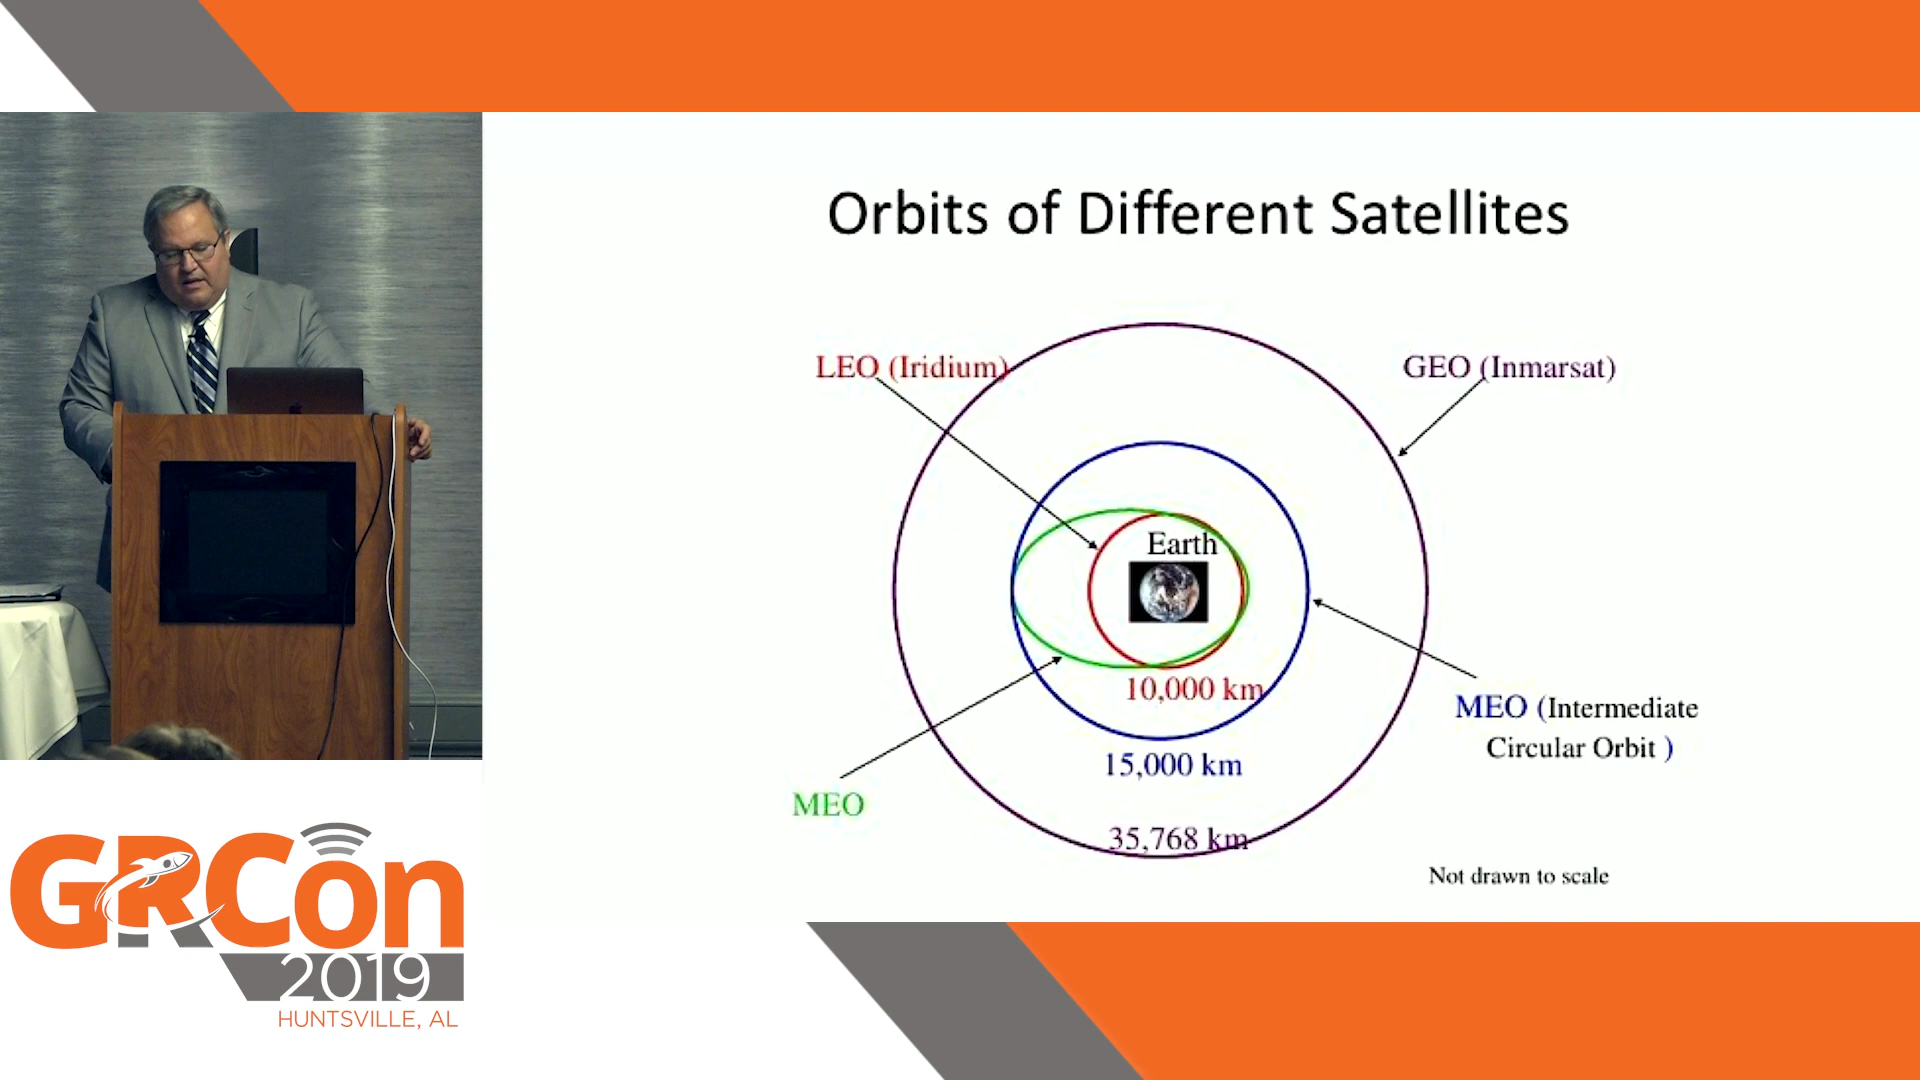 Orbits of Different Satellites
LEO (Iridium)
GEO (Inmarsat)
Earth
10,000 km
MEO (Intermediate
Circular Orbit )
15,000 km
MEO
35,768 km
Not drawn to scale
GRCon
2019
HUNTSVILLE, AL